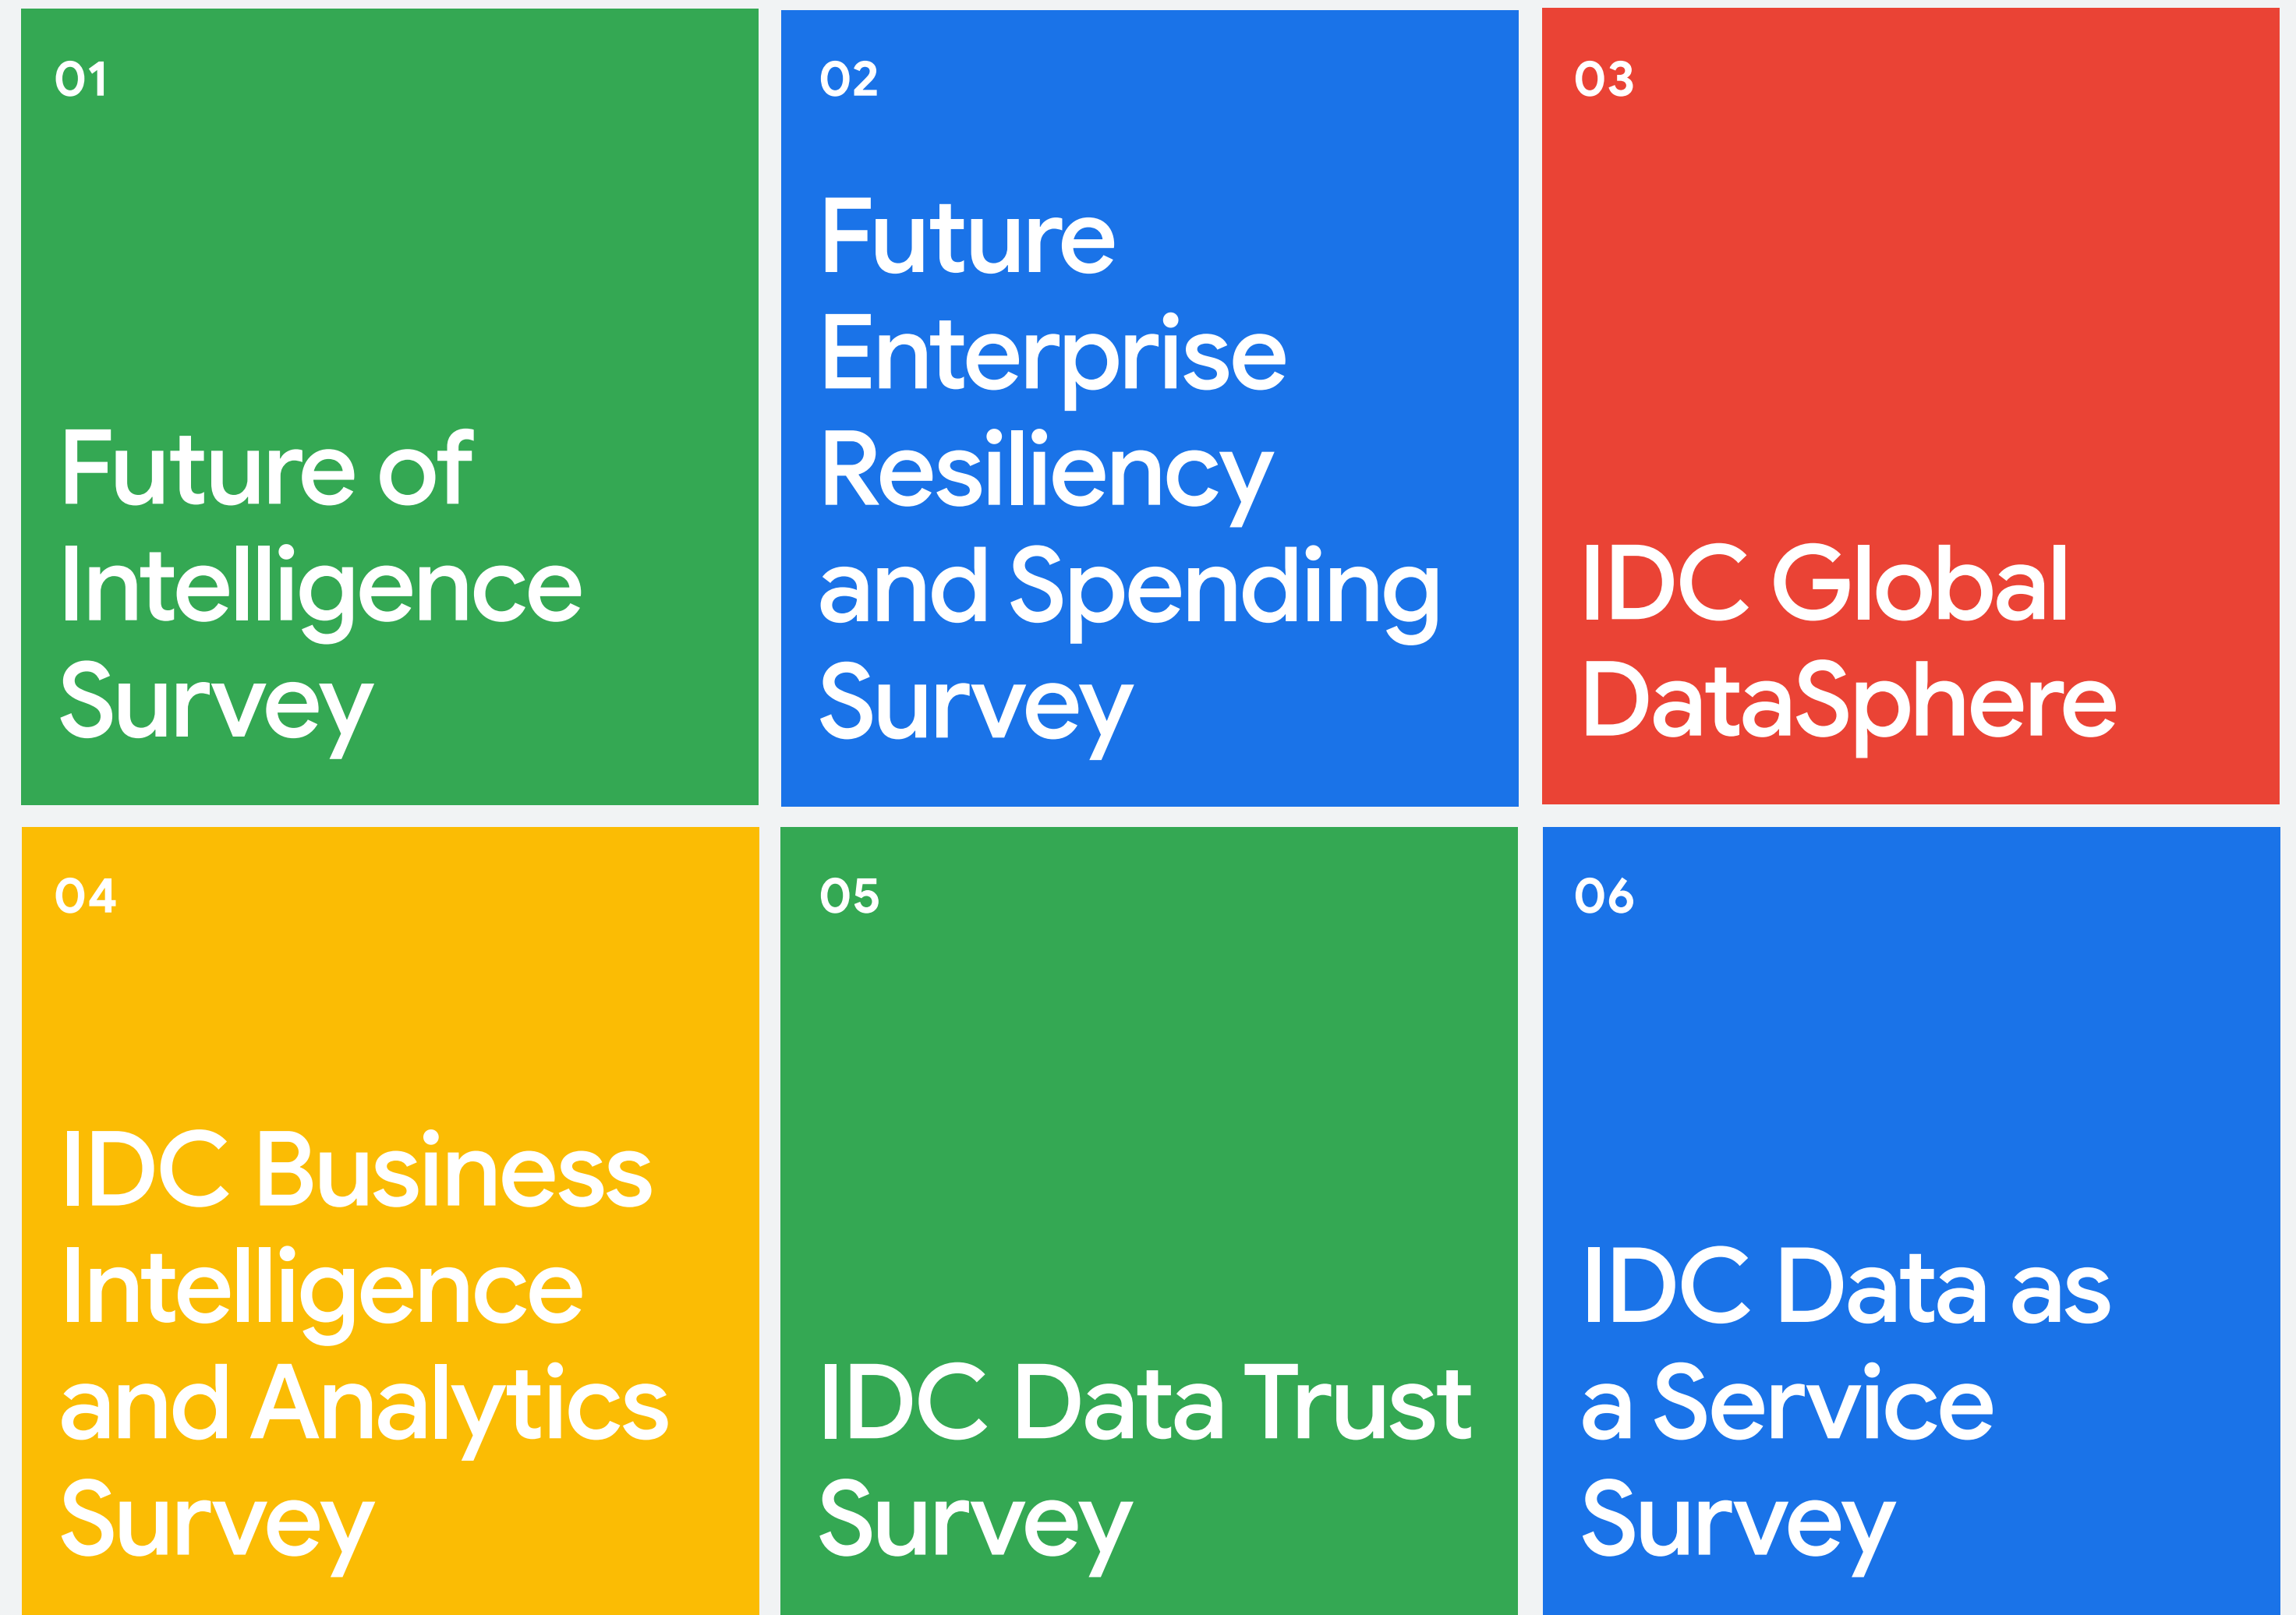 01
Future of
Intelligence
Survey
02
Future
Enterprise
Resiliency
and Spending
Survey
03
IDC Global
DataSphere
04
IDC Business
Intelligence
and Analytics
Survey
05
IDC Data Trust
Survey
06
IDC Data as
a Service
Survey